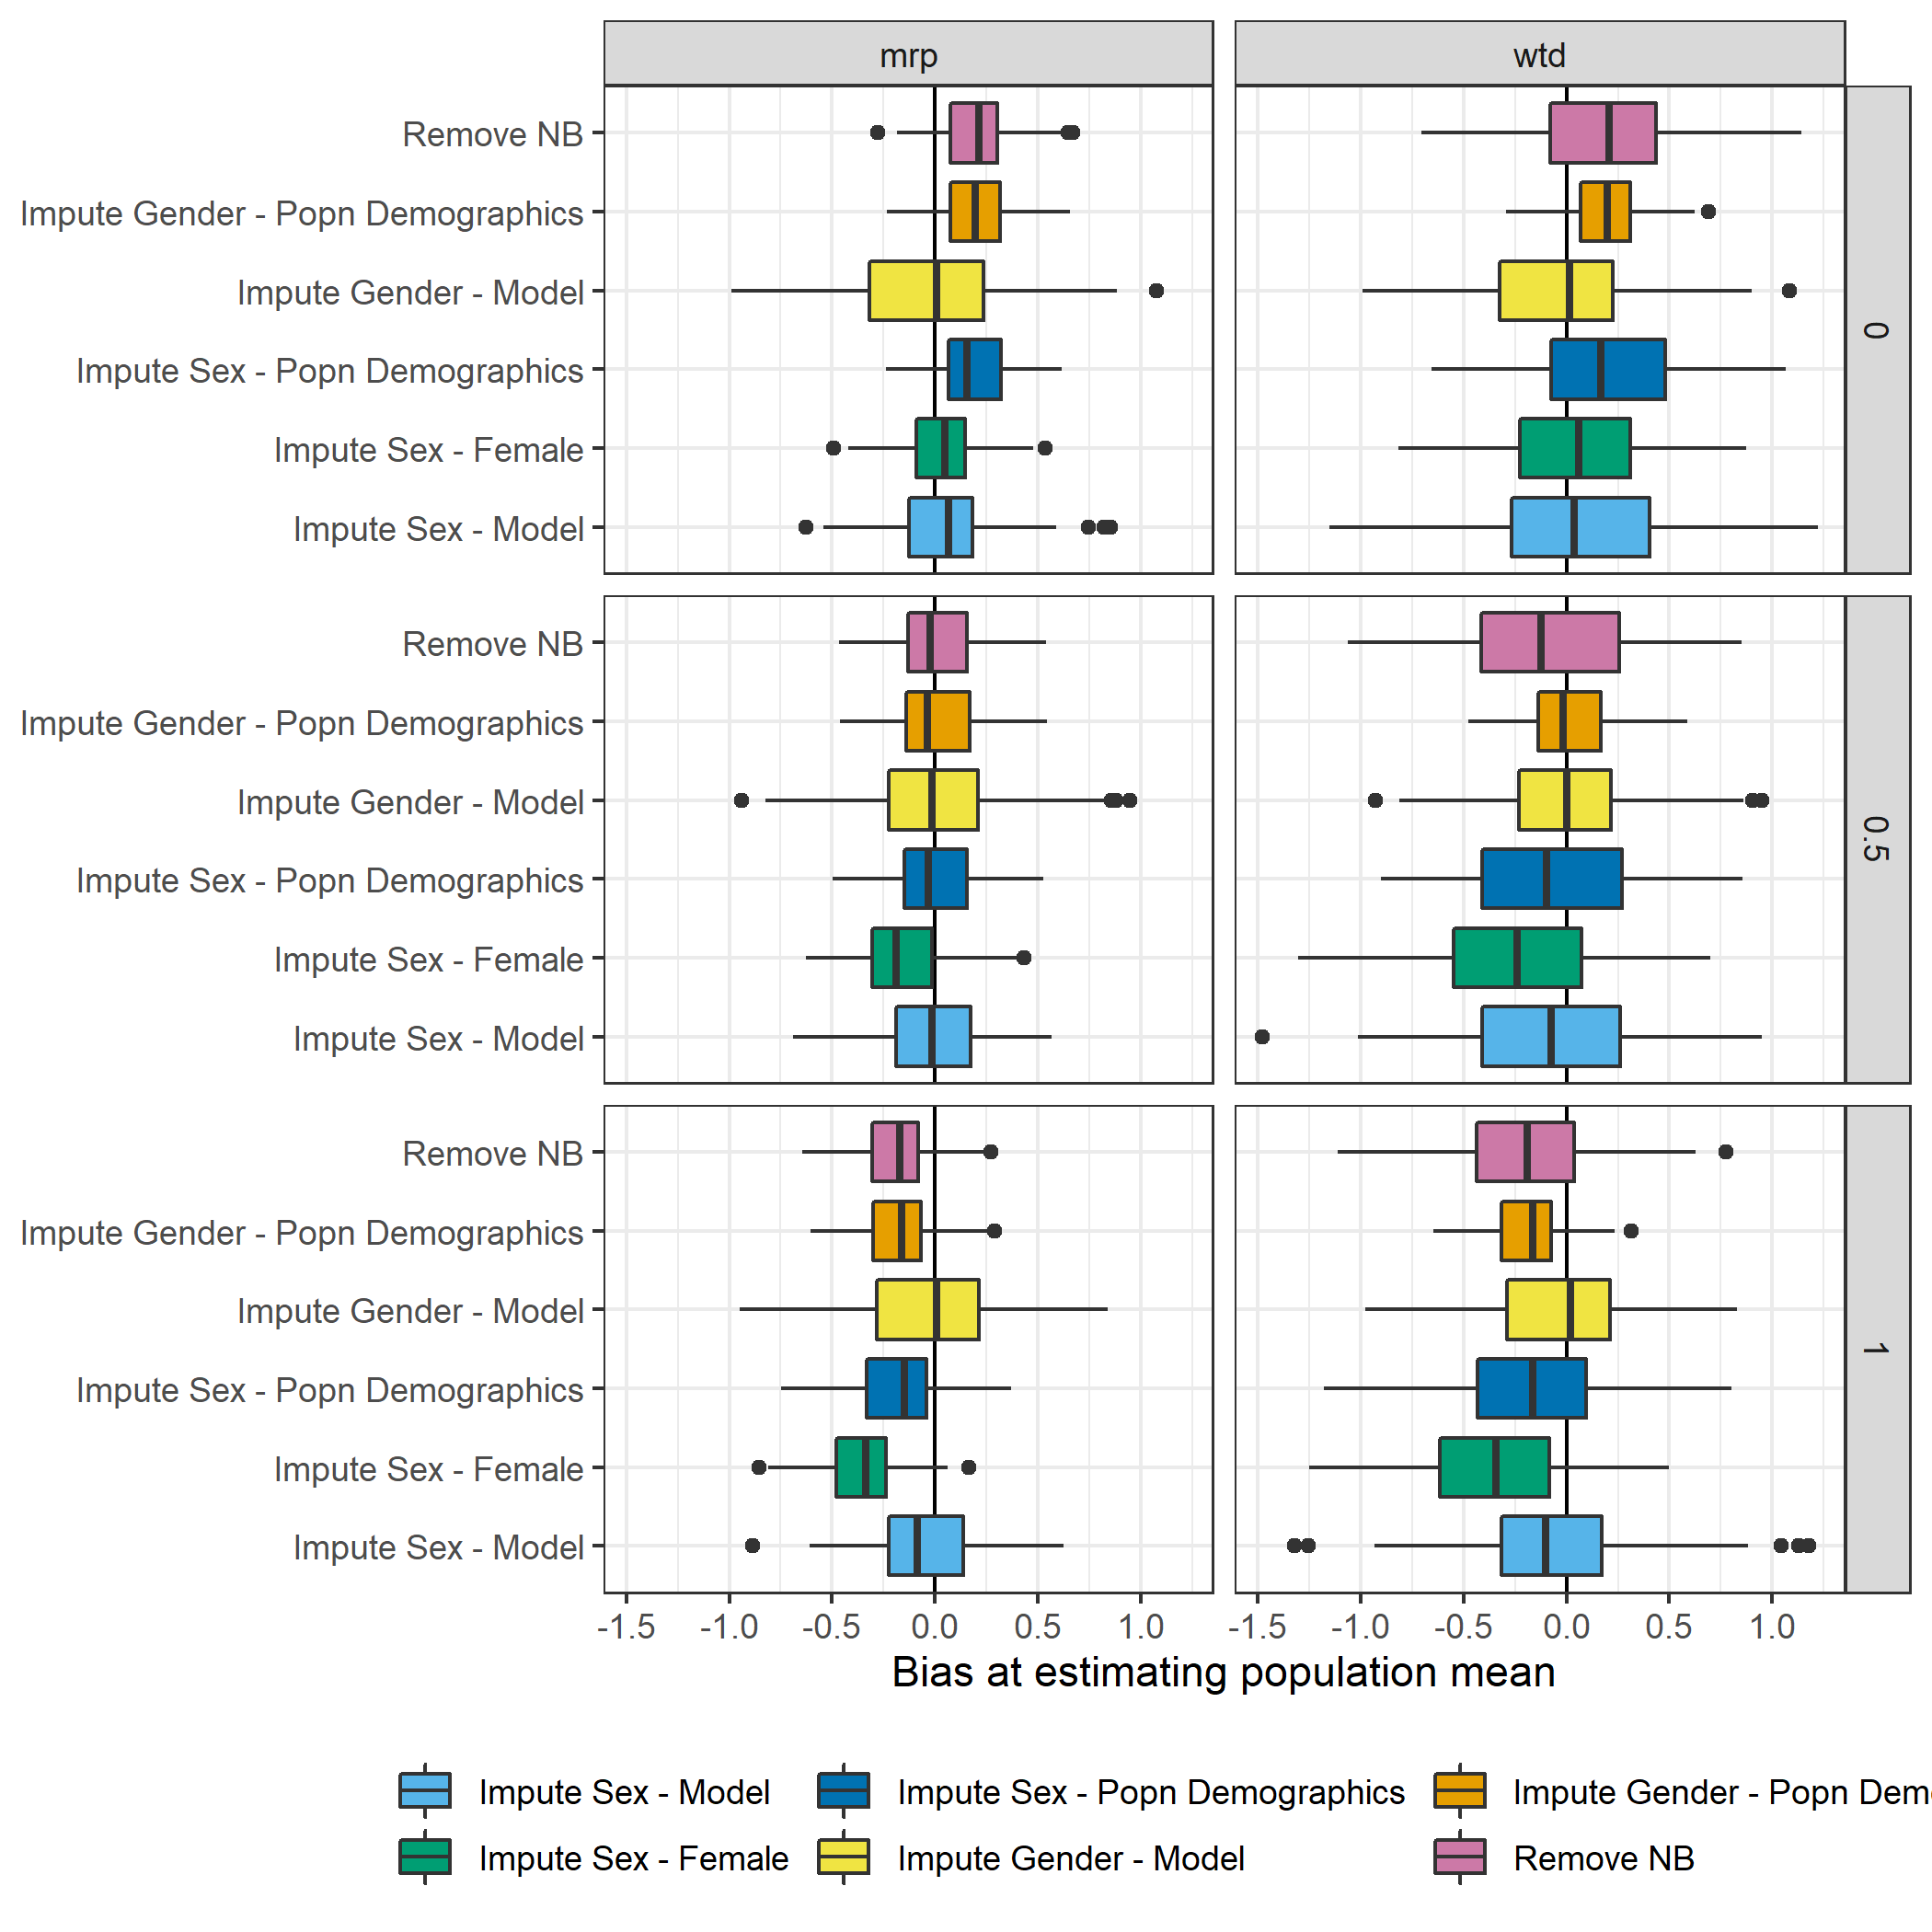 mrp wtd
Remove NB
Impute Gender - Popn Demographics
Impute Gender - Model
Impute Sex - Popn Demographics
Impute Sex - Female
Impute Sex - Model
0
Remove NB
Impute Gender - Popn Demographics
Impute Gender - Model
Impute Sex - Popn Demographics
Impute Sex - Female
Impute Sex - Model
0.5
Remove NB
Impute Gender - Popn Demographics
Impute Gender - Model
Impute Sex - Popn Demographics
Impute Sex - Female
Impute Sex - Model
1
-1.5 -1.0 -0.5 0.0 0.5 1.0 -1.5 -1.0 -0.5 0.0 0.5 1.0
Bias at estimating population mean
Impute Sex - Model Impute Sex - Popn Demographics Impute Gender - Popn Dem
Impute Sex - Female Impute Gender - Model Remove NB